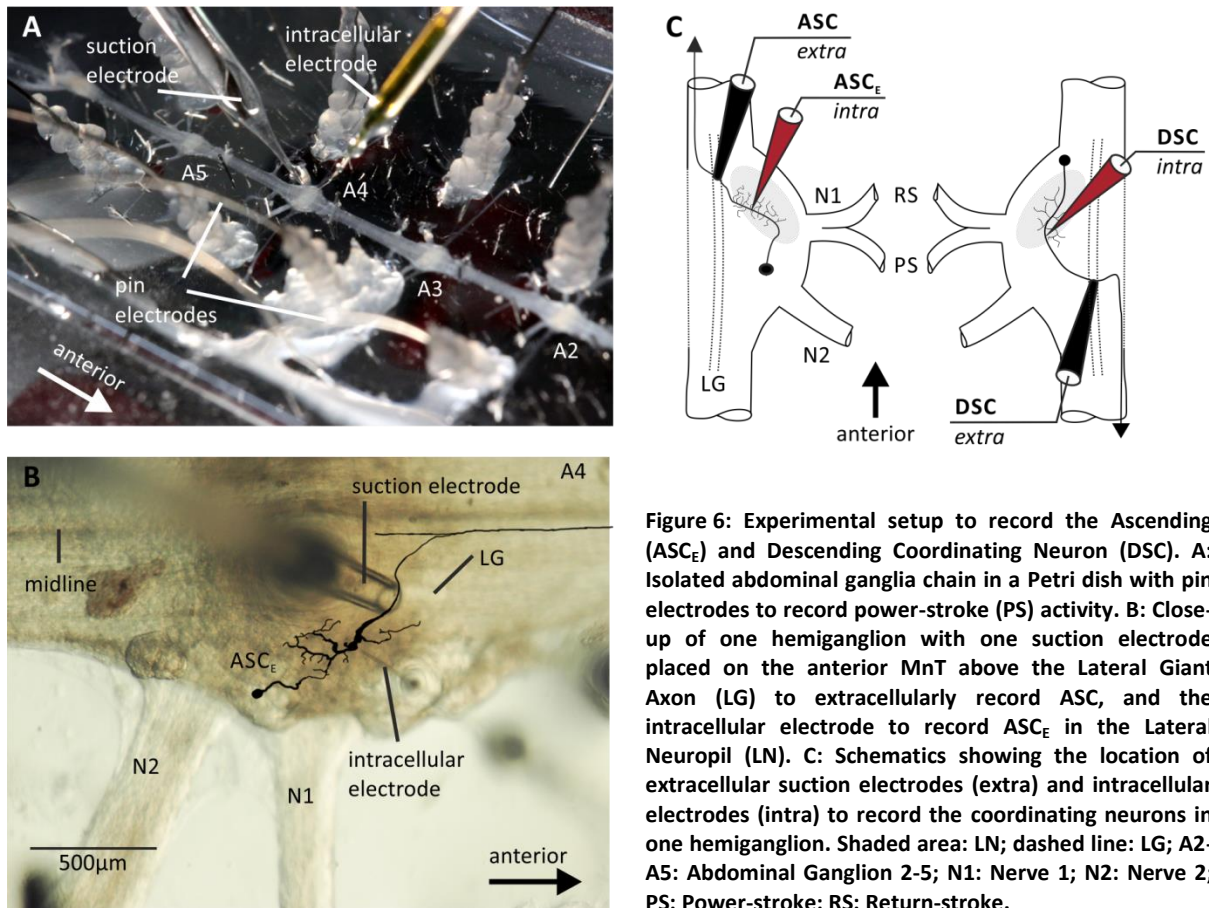 A
suction
electrode
intracellular
electrode
A5
A4
pin
electrodes
A3
A2
anterior
B
A4
suction electrode
midline
LG
ASCE
intracellular
electrode
N2
N1
500µm
anterior
C
ASC
extra
ASCE
intra
DSC
intra
N1
RS
PS
N2
LG
anterior
DSC
extra
Figure 6: Experimental setup to record the Ascending
(ASCE) and Descending Coordinating Neuron (DSC). A:
Isolated abdominal ganglia chain in a Petri dish with pin
electrodes to record power-stroke (PS) activity. B: Close-
up of one hemiganglion with one suction electrode
placed on the anterior MnT above the Lateral Giant
Axon (LG) to extracellularly record ASC, and the
intracellular electrode to record ASCE in the Lateral
Neuropil (LN). C: Schematics showing the location of
extracellular suction electrodes (extra) and intracellular
electrodes (intra) to record the coordinating neurons in
one hemiganglion. Shaded area: LN; dashed line: LG; A2-
A5: Abdominal Ganglion 2-5; N1: Nerve 1; N2: Nerve 2;
PS: Power-stroke; RS: Return-stroke.